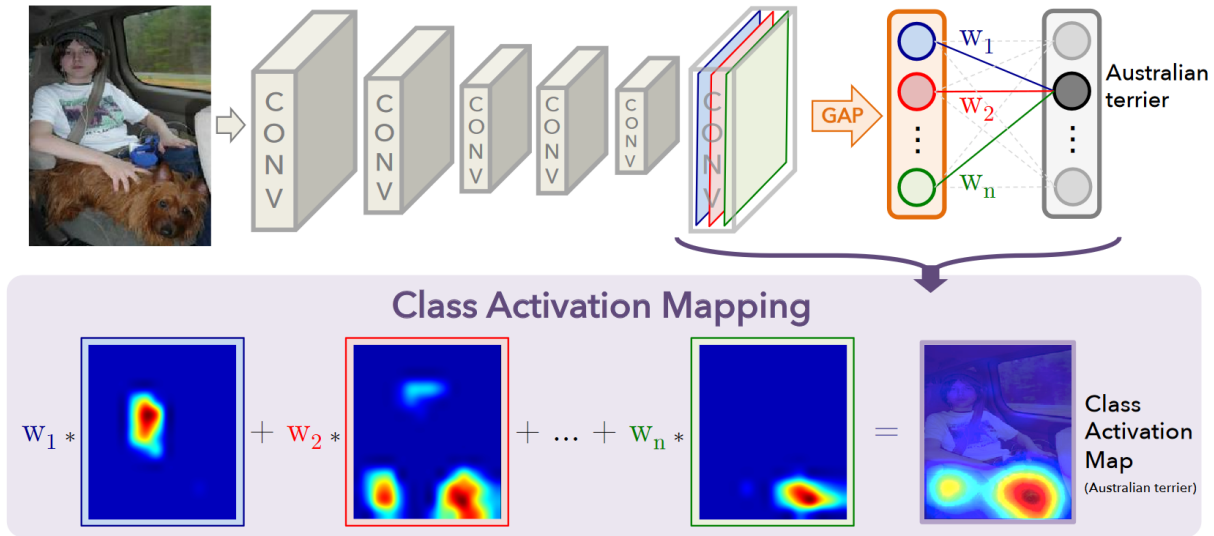 CONV
CONV
CONV
CONV
CONV
CONV
GAP
w1
w2
⋮
wn
⋮
Australian
terrier
Class Activation Mapping
w1 * + w2 * + ... + wn * =
Class
Activation
Map
(Australian terrier)